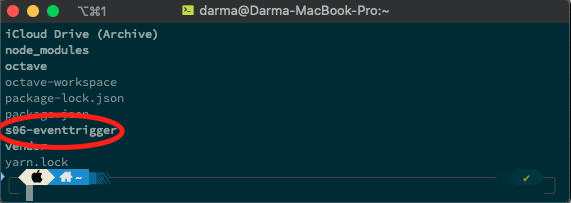 ⌥⌘1
darma@Darma-MacBook-Pro:~
iCloud Drive (Archive)
node_modules
octave
octave-workspace
package-lock.json
package.json
s06-eventtrigger
vendor
yarn.lock
~ ✔